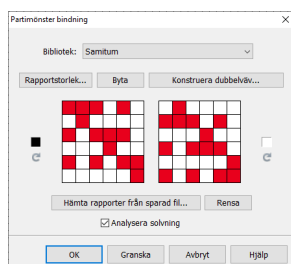 Partimönster bindning
Bibliotek: Samitum
Rapportstorlek... Byta Konstruera dubbelväv...
Hämta rapporter från sparad fil... Rensa
Analysera solvning
OK Granska Avbryt Hjälp